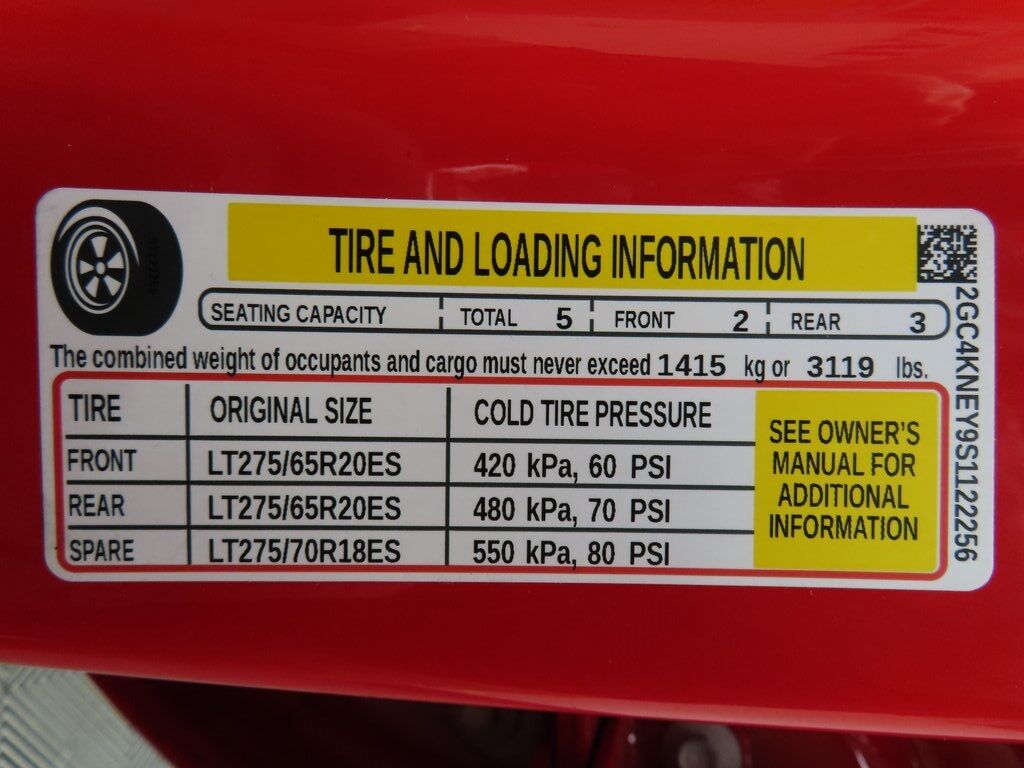 TIRE AND LOADING INFORMATION
SEATING CAPACITY TOTAL 5 FRONT 2 REAR 3
The combined weight of occupants and cargo must never exceed 1415 kg or 3119 lbs.
TIRE ORIGINAL SIZE COLD TIRE PRESSURE
FRONT LT275/65R20ES 420 kPa, 60 PSI
REAR LT275/65R20ES 480 kPa, 70 PSI
SPARE LT275/70R18ES 550 kPa, 80 PSI
SEE OWNER'S
MANUAL FOR
ADDITIONAL
INFORMATION
2GC4KNEY9S1122256